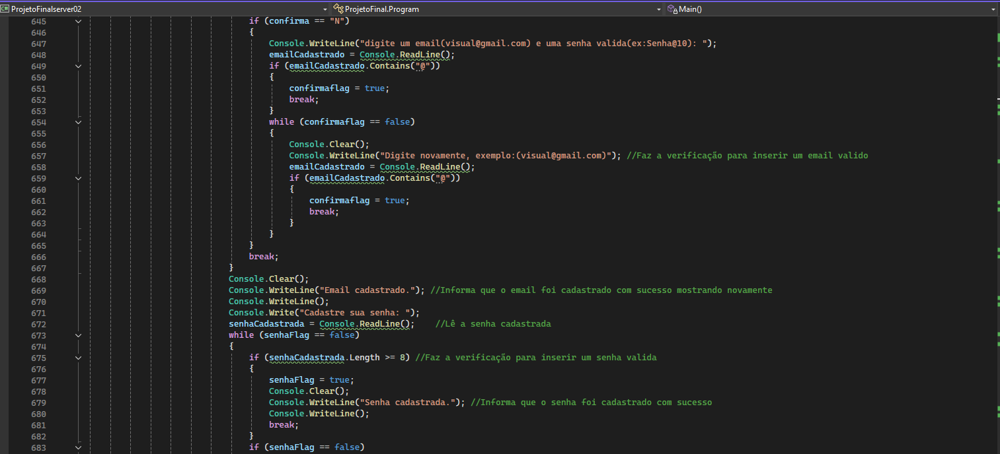 ProjetoFinalserver02 ProjetoFinal.Program Main()
645 if (confirma == "N")
646 {
647 Console.WriteLine("digite um email(visual@gmail.com) e uma senha valida(ex:Senha@10): ");
648 emailCadastrado = Console.ReadLine();
649 if (emailCadastrado.Contains("@"))
650 {
651 confirmaflag = true;
652 break;
653 }
654 while (confirmaflag == false)
655 {
656 Console.Clear();
657 Console.WriteLine("Digite novamente, exemplo:(visual@gmail.com)"); //Faz a verificação para inserir um email valido
658 emailCadastrado = Console.ReadLine();
659 if (emailCadastrado.Contains("@"))
660 {
661 confirmaflag = true;
662 break;
663 }
664 }
665 }
666 break;
667 }
668 Console.Clear();
669 Console.WriteLine("Email cadastrado."); //Informa que o email foi cadastrado com sucesso mostrando novamente
670 Console.WriteLine();
671 Console.Write("Cadastre sua senha: ");
672 senhaCadastrada = Console.ReadLine(); //Lê a senha cadastrada
673 while (senhaFlag == false)
674 {
675 if (senhaCadastrada.Length >= 8) //Faz a verificação para inserir um senha valida
676 {
677 senhaFlag = true;
678 Console.Clear();
679 Console.WriteLine("Senha cadastrada."); //Informa que o senha foi cadastrado com sucesso
680 Console.WriteLine();
681 break;
682 }
683 if (senhaFlag == false)